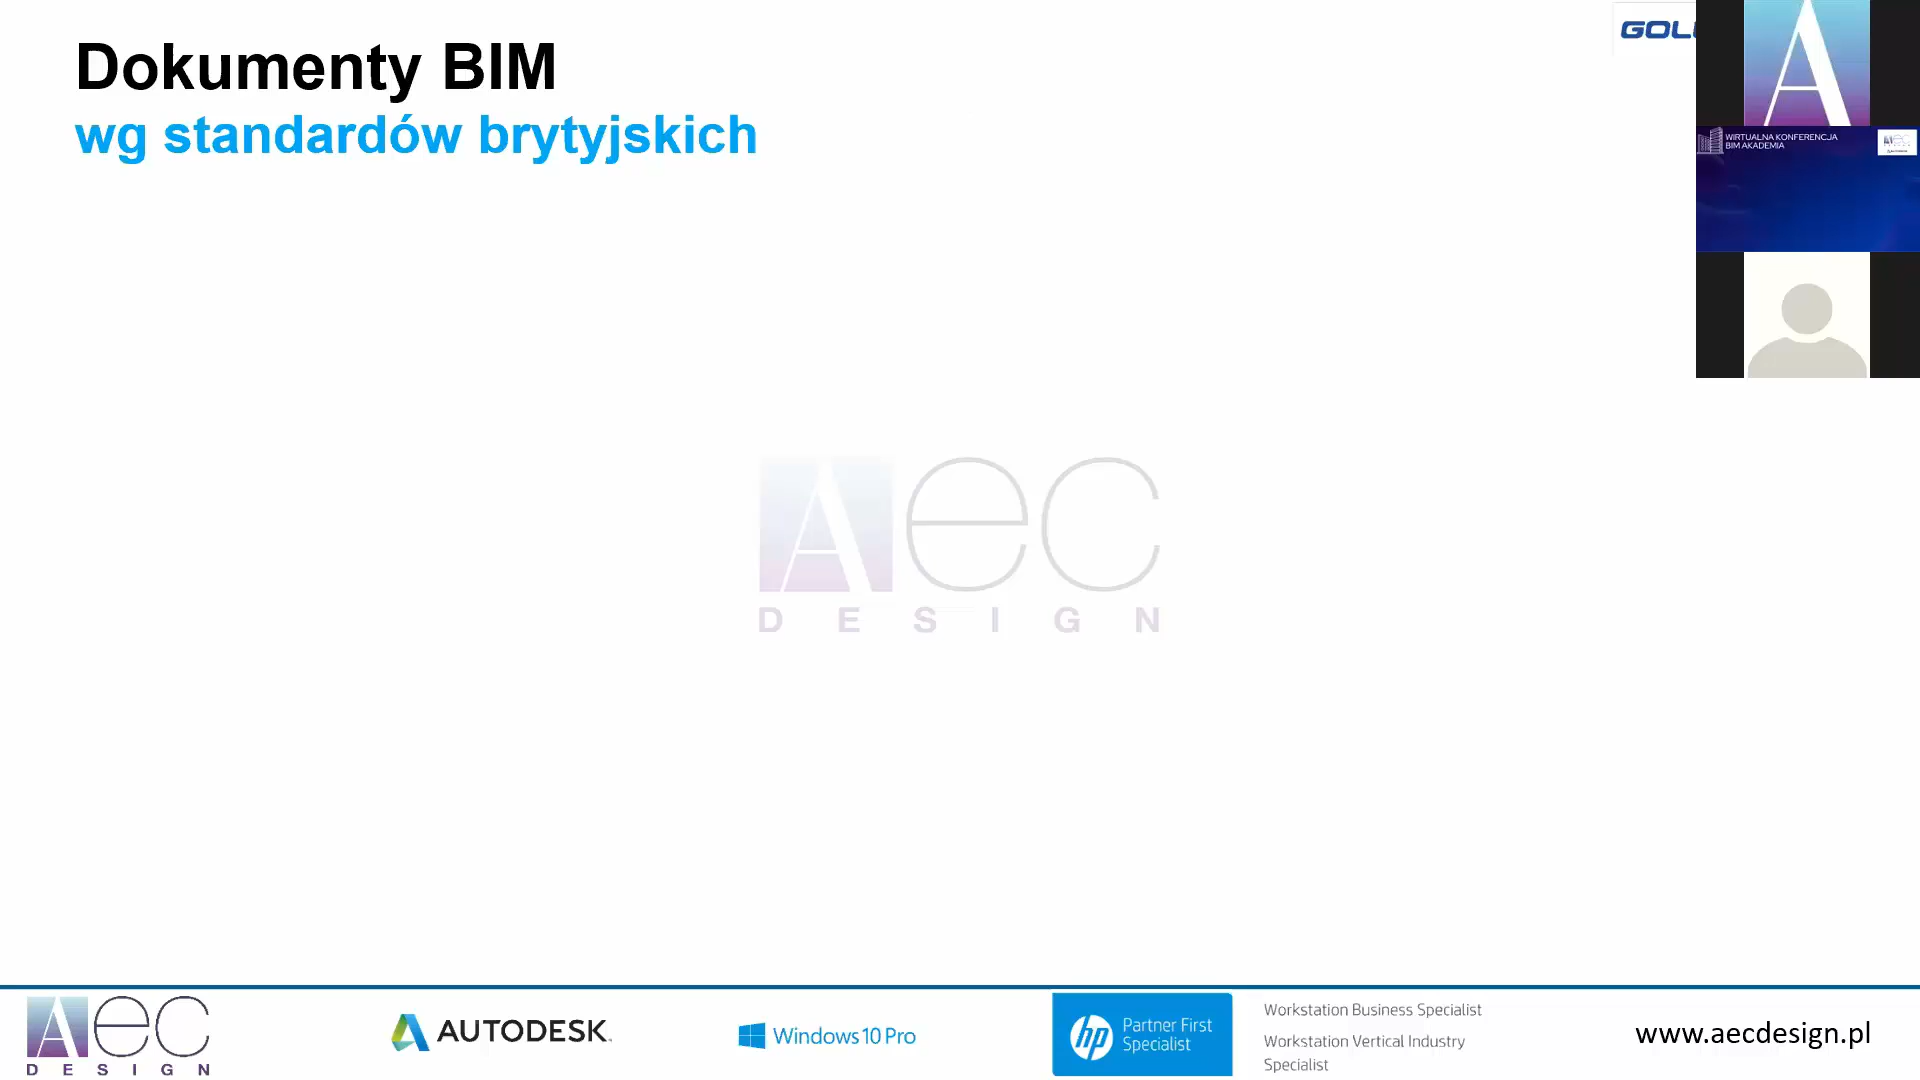 Dokumenty BIM
wg standardów brytyjskich
WIRTUALNA KONFERENCJA
BIM AKADEMIA
Aec
DESIGN
Aec
DESIGN
AUTODESK.
Windows 10 Pro
hp
Partner First
Specialist
Workstation Business Specialist
Workstation Vertical Industry
Specialist
www.aecdesign.pl